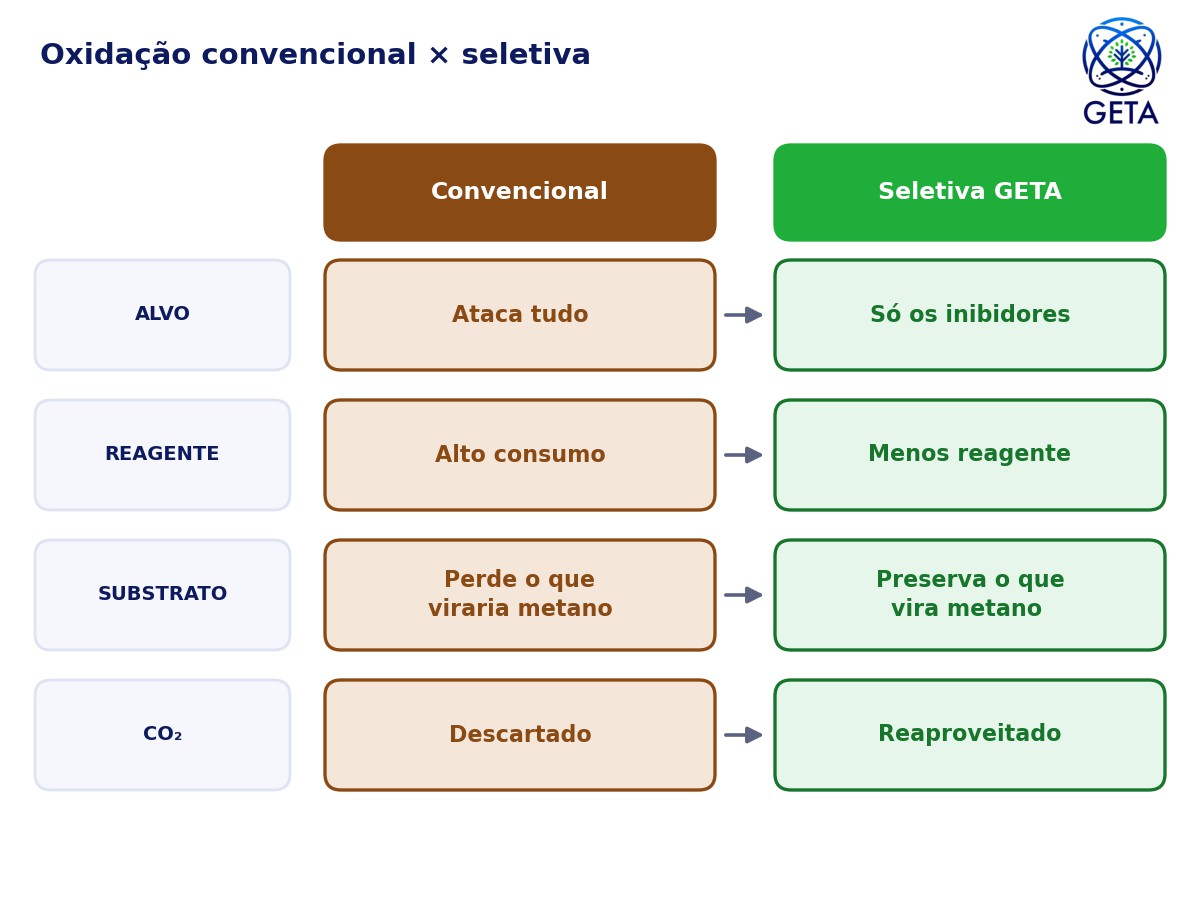 Oxidação convencional × seletiva
GETA
Convencional
Seletiva GETA
ALVO
Ataca tudo
Só os inibidores
REAGENTE
Alto consumo
Menos reagente
SUBSTRATO
Perde o que
viraria metano
Preserva o que
vira metano
CO₂
Descartado
Reaproveitado